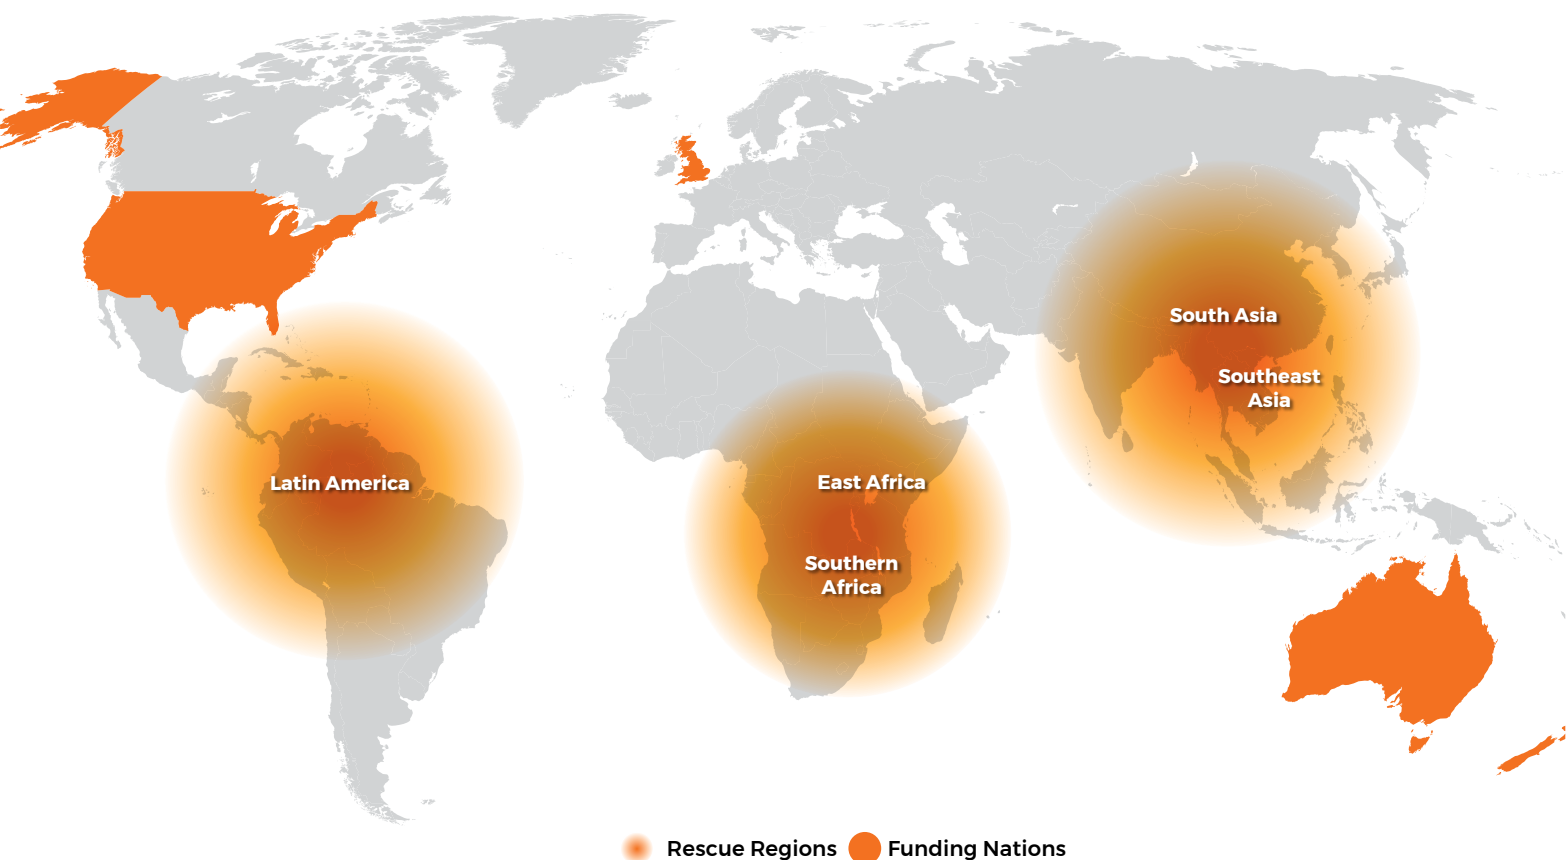 South Asia
Southeast
Asia
Latin America
East Africa
Southern
Africa
Rescue Regions
Funding Nations